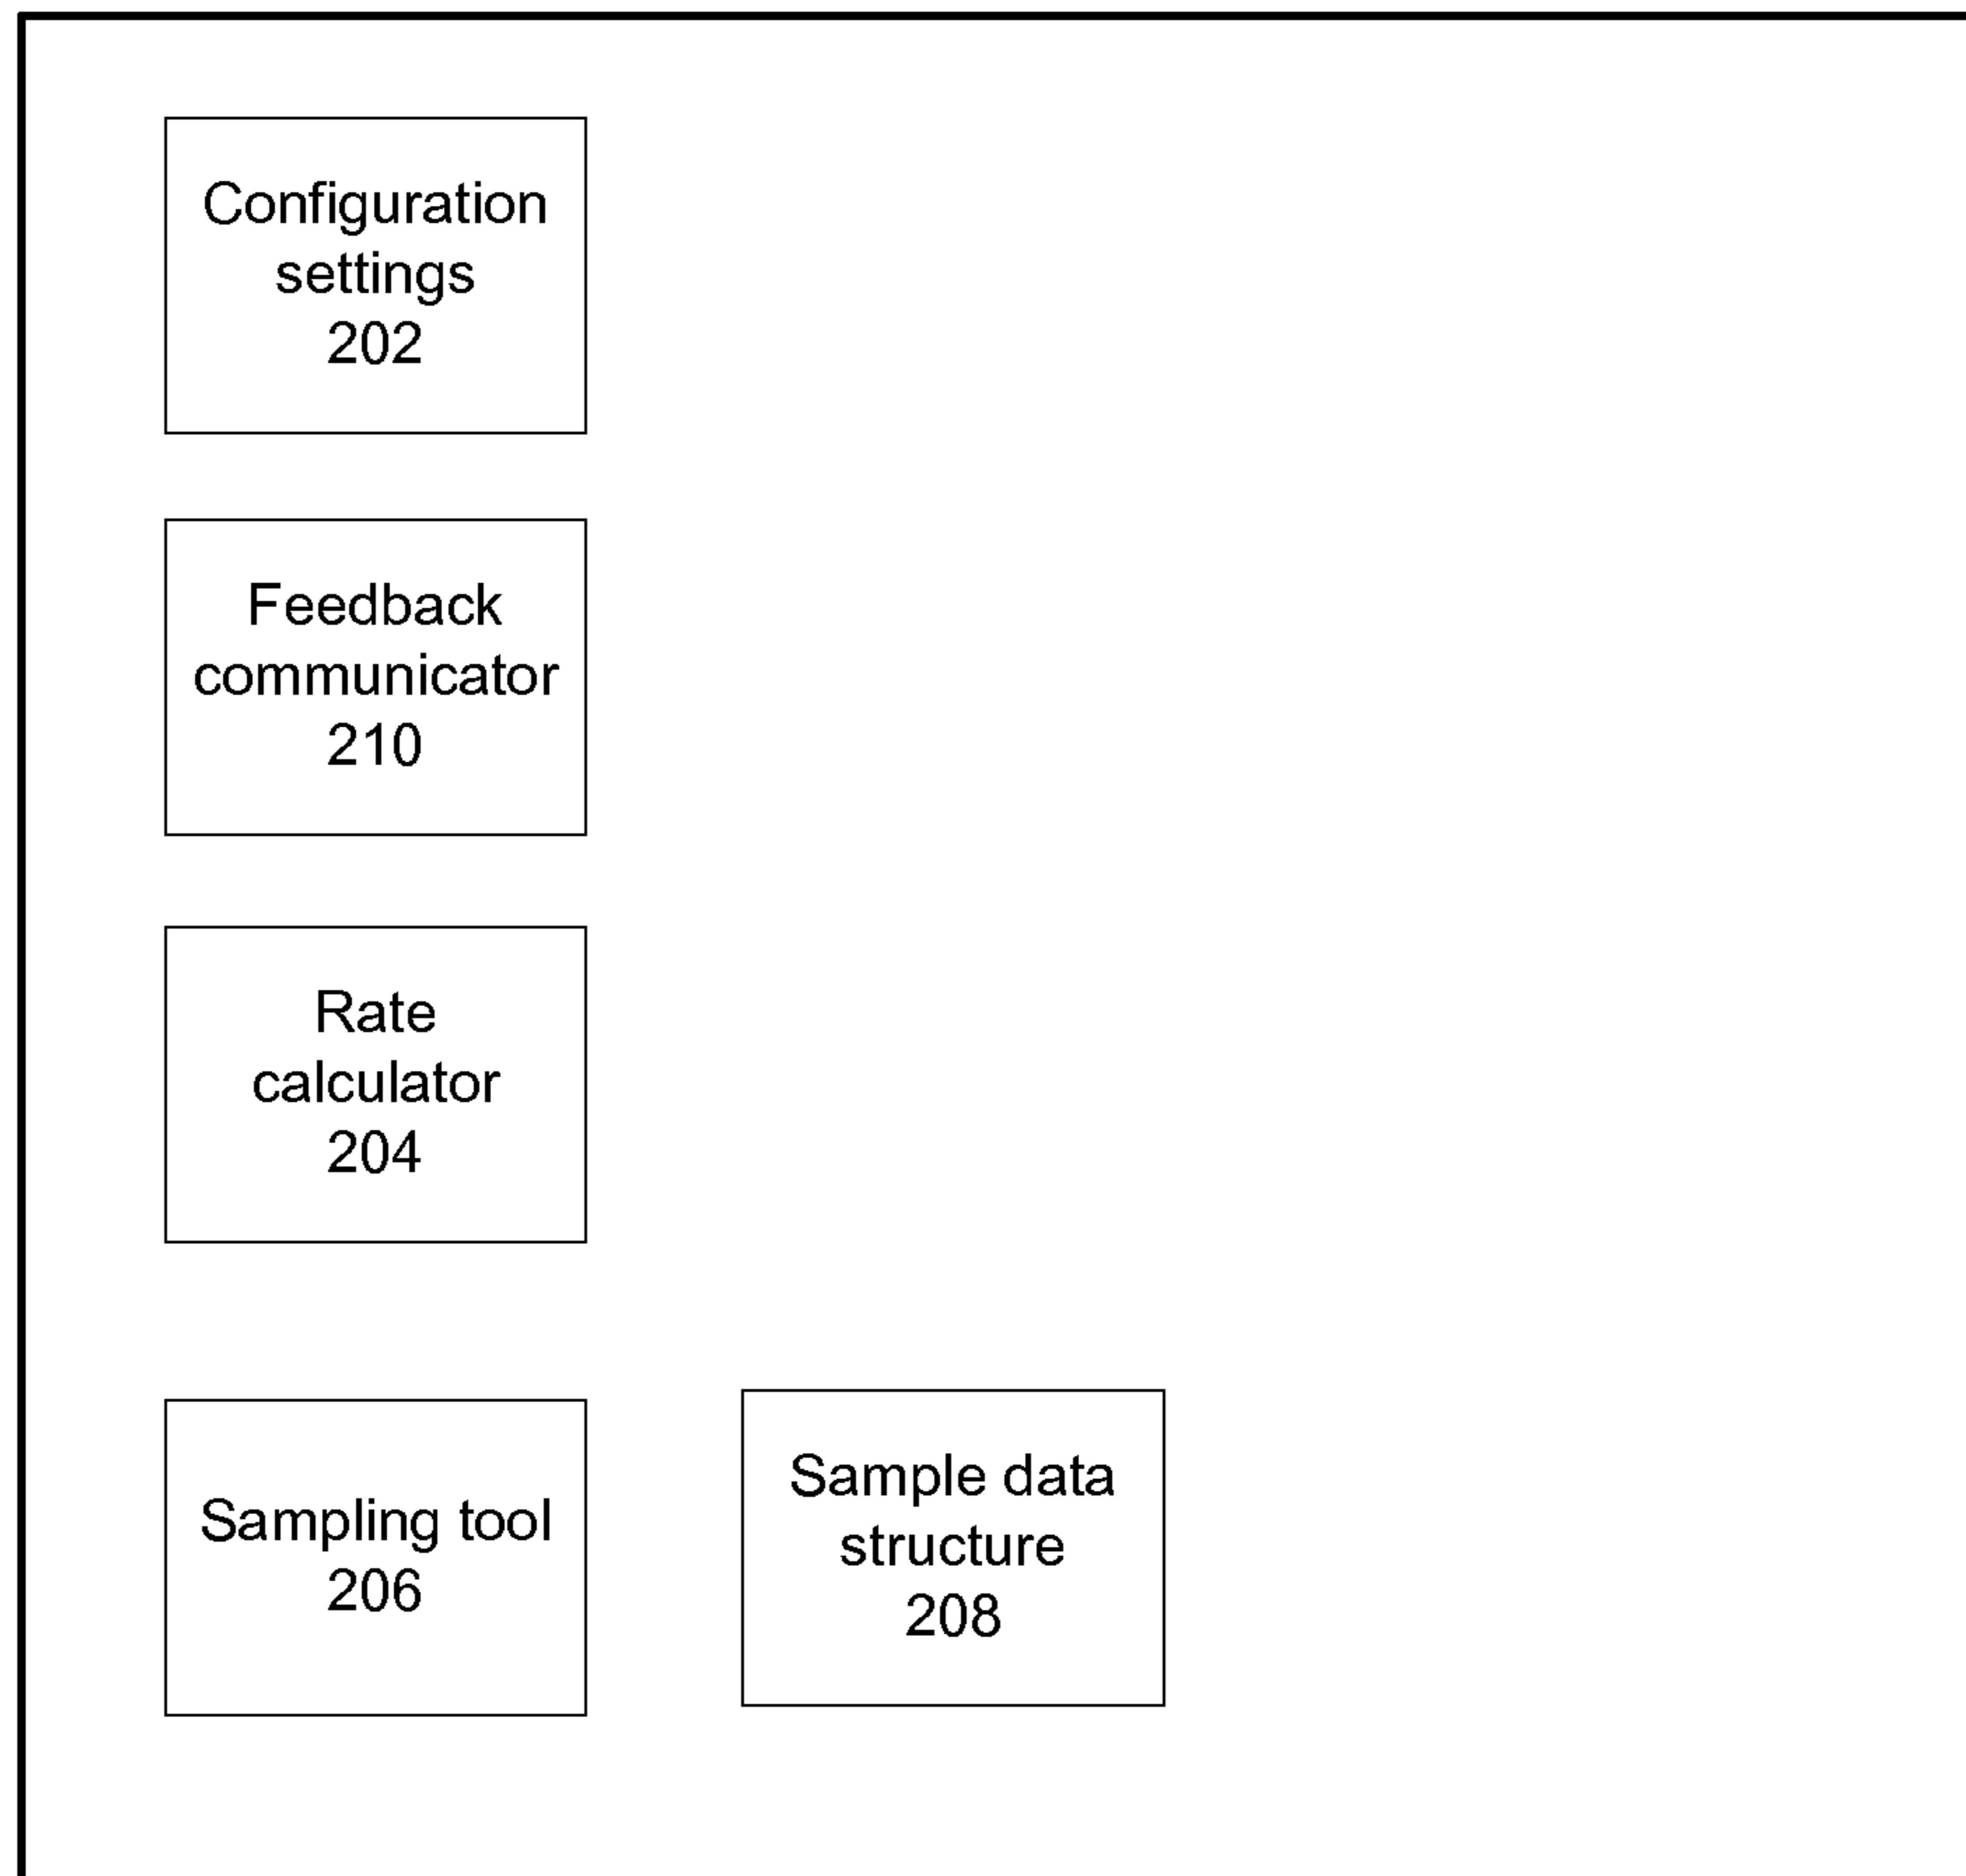 Configuration
settings
202
Feedback
communicator
210
Rate
calculator
204
Sampling tool
206
Sample data
structure
208